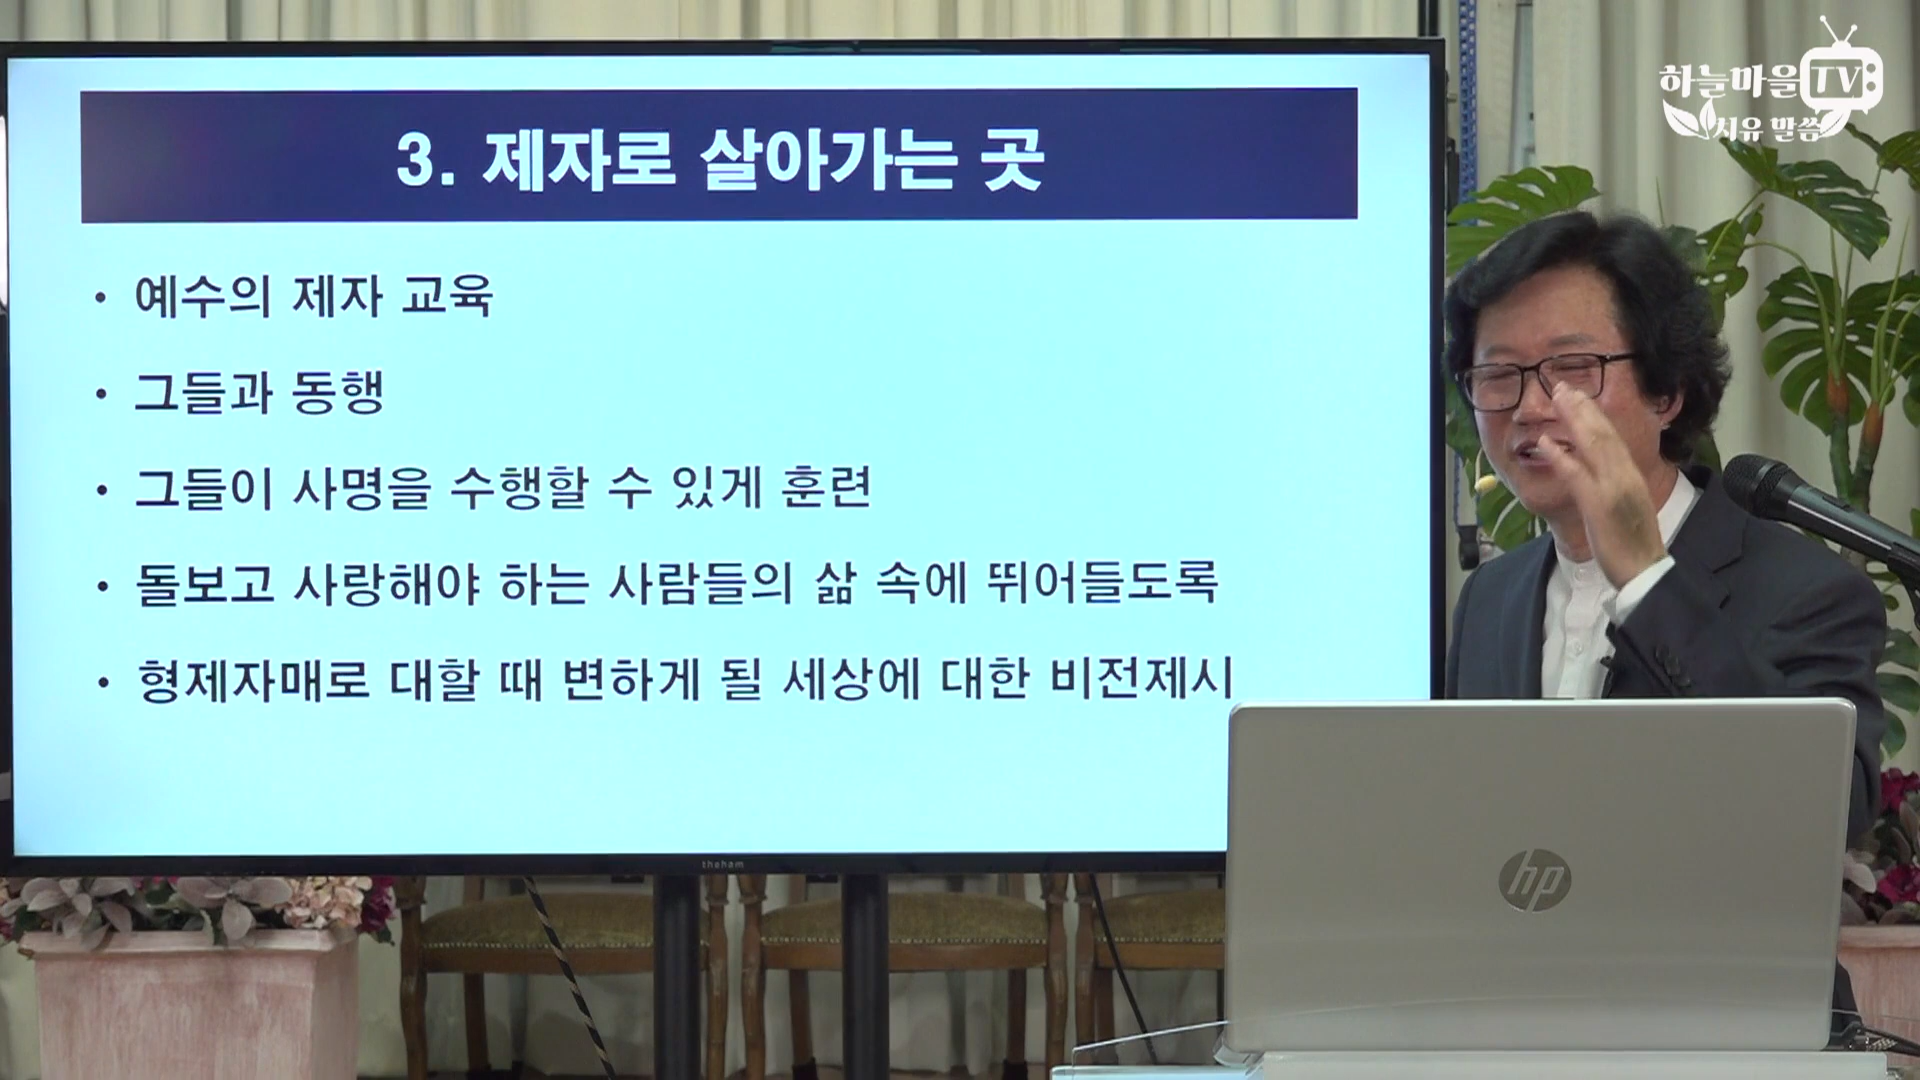 하늘마을 TV
치유 말씀
3. 제자로 살아가는 곳
• 예수의 제자 교육
• 그들과 동행
• 그들이 사명을 수행할 수 있게 훈련
• 돌보고 사랑해야 하는 사람들의 삶 속에 뛰어들도록
• 형제자매로 대할 때 변하게 될 세상에 대한 비전제시
theham
hp